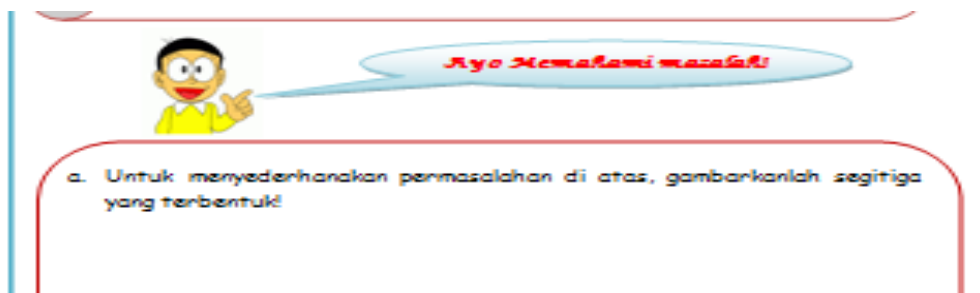 Ayo Memahami masalah!
a. Untuk menyederhanakan permasalahan di atas, gambarkanlah segitiga
yang terbentuk!